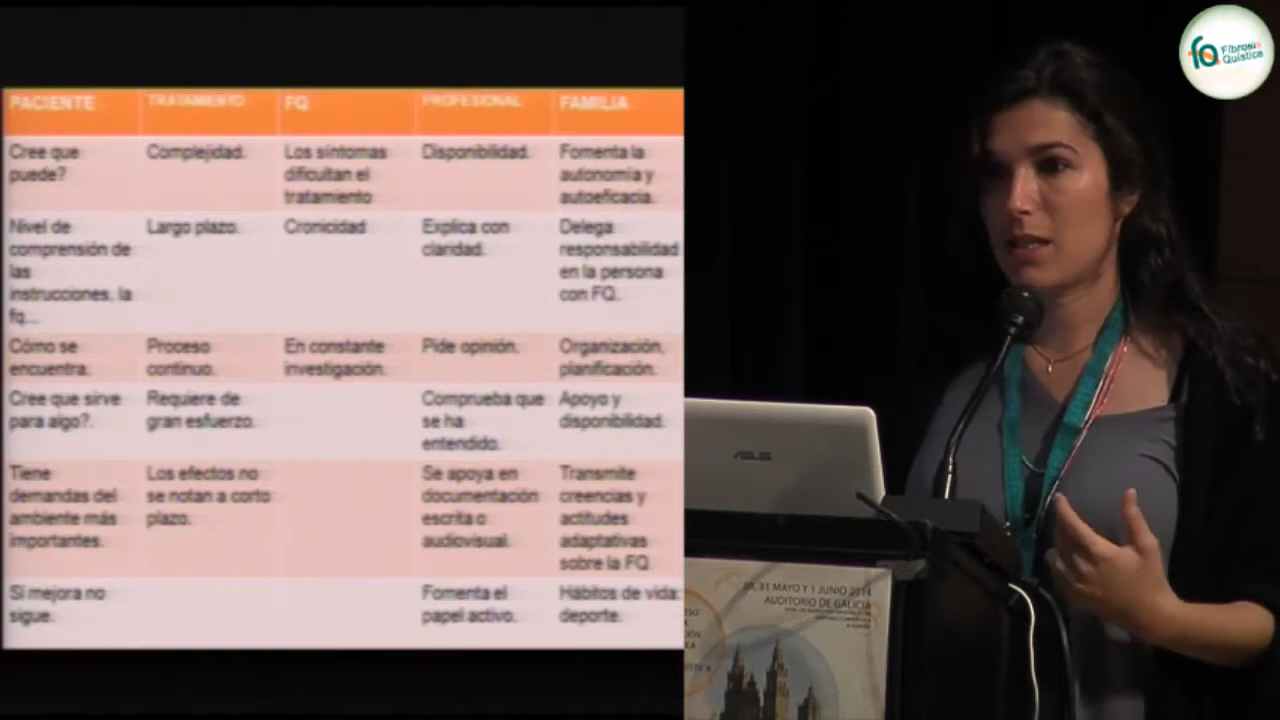 PACIENTE
TRATAMIENTO
FQ
PROFESIONAL
FAMILIA
Cree que
puede?
Complejidad.
Los síntomas
dificultan el
tratamiento
Disponibilidad.
Fomenta la
autonomía y
autoeficacia.
Nivel de
comprensión de
las
instrucciones, la
fq...
Largo plazo.
Cronicidad
Explica con
claridad.
Delega
responsabilidad
en la persona
con FQ.
Cómo se
encuentra.
Proceso
continuo.
En constante
investigación.
Pide opinión.
Organización,
planificación.
Cree que sirve
para algo?.
Requiere de
gran esfuerzo.
Comprueba que
se ha
entendido.
Apoyo y
disponibilidad.
Tiene
demandas del
ambiente más
importantes.
Los efectos no
se notan a corto
plazo.
Se apoya en
documentación
escrita o
audiovisual.
Transmite
creencias y
actitudes
adaptativas
sobre la FQ
Si mejora no
sigue.
Fomenta el
papel activo.
Hábitos de vida:
deporte.
fq Fibrosis
Quística
ASUS
31 MAYO Y 1 JUNIO 2014
AUDITORIO DE GALICIA